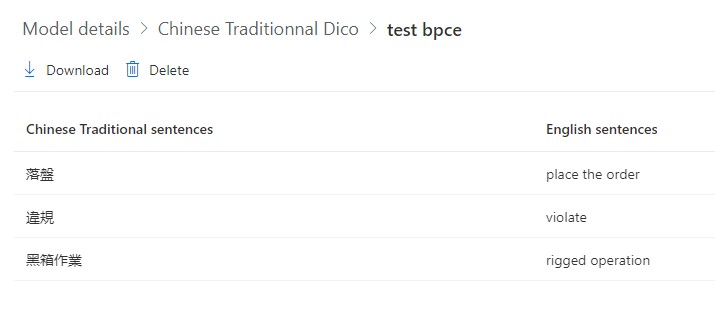 Model details > Chinese Traditionnal Dico > test bpce
Download Delete
Chinese Traditional sentences English sentences
落盤 place the order
違規 violate
黑箱作業 rigged operation